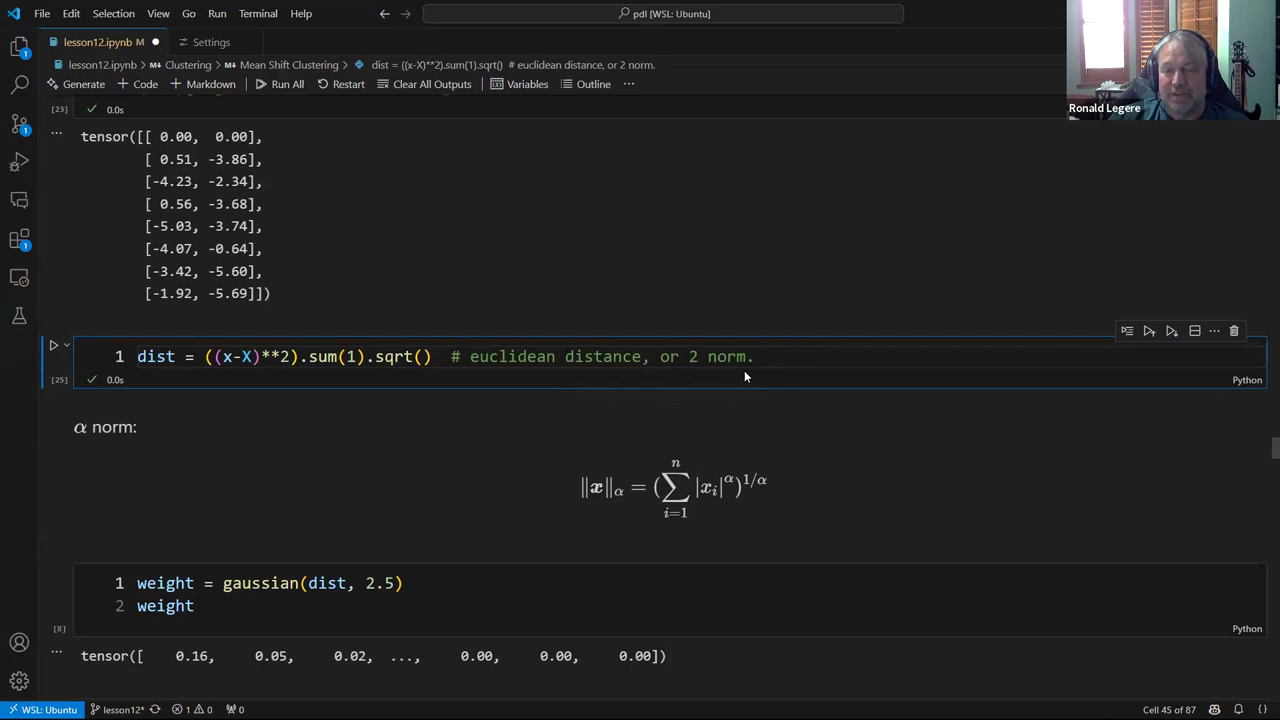 File Edit Selection View Go Run Terminal Help
pdl [WSL: Ubuntu]
lesson12.ipynb M
Settings
lesson12.ipynb > Clustering > Mean Shift Clustering > dist = ((x-X)**2).sum(1).sqrt() # euclidean distance, or 2 norm.
Generate + Code + Markdown Run All Restart Clear All Outputs Variables Outline ...
Ronald Legere
[23] 0.0s
... tensor([[ 0.00, 0.00],
[ 0.51, -3.86],
[-4.23, -2.34],
[ 0.56, -3.68],
[-5.03, -3.74],
[-4.07, -0.64],
[-3.42, -5.60],
[-1.92, -5.69]])
1 dist = ((x-X)**2).sum(1).sqrt() # euclidean distance, or 2 norm.
[25] 0.0s Python
α norm:
‖x‖α = (∑ⁿᵢ₌₁ |xᵢ|^α)^1/α
1 weight = gaussian(dist, 2.5)
2 weight
[8] Python
... tensor([ 0.16, 0.05, 0.02, ..., 0.00, 0.00, 0.00])
WSL: Ubuntu lesson12* 1 0 0 Cell 45 of 87